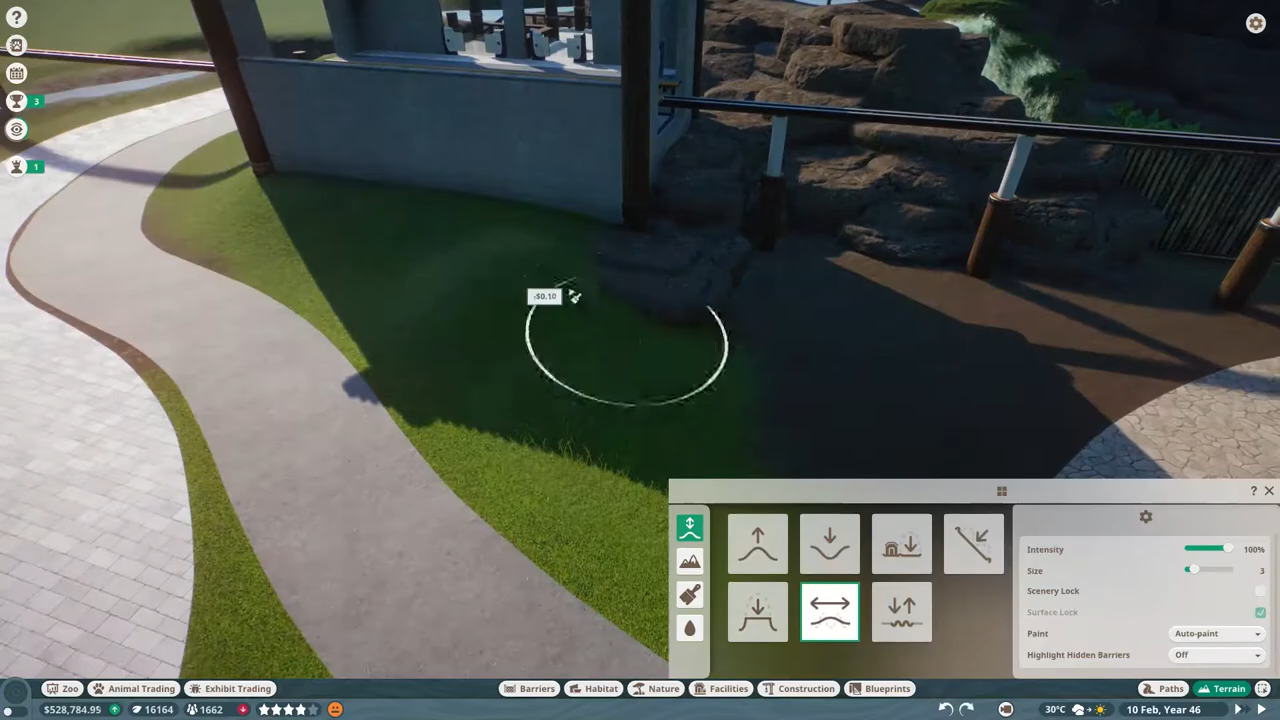 ?
3
1
-$0.10
? ×
Intensity 100%
Size 3
Scenery Lock
Surface Lock
Paint Auto-paint
Highlight Hidden Barriers Off
Zoo Animal Trading Exhibit Trading Barriers Habitat Nature Facilities Construction Blueprints Paths Terrain
$528,784.95 16164 1662 30°C 10 Feb, Year 46